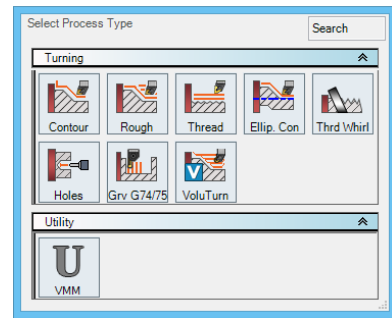 Select Process Type
Search
Turning
Contour Rough Thread Ellip. Con Thrd Whirl
Holes Grv G74/75 VoluTurn
Utility
U
VMM